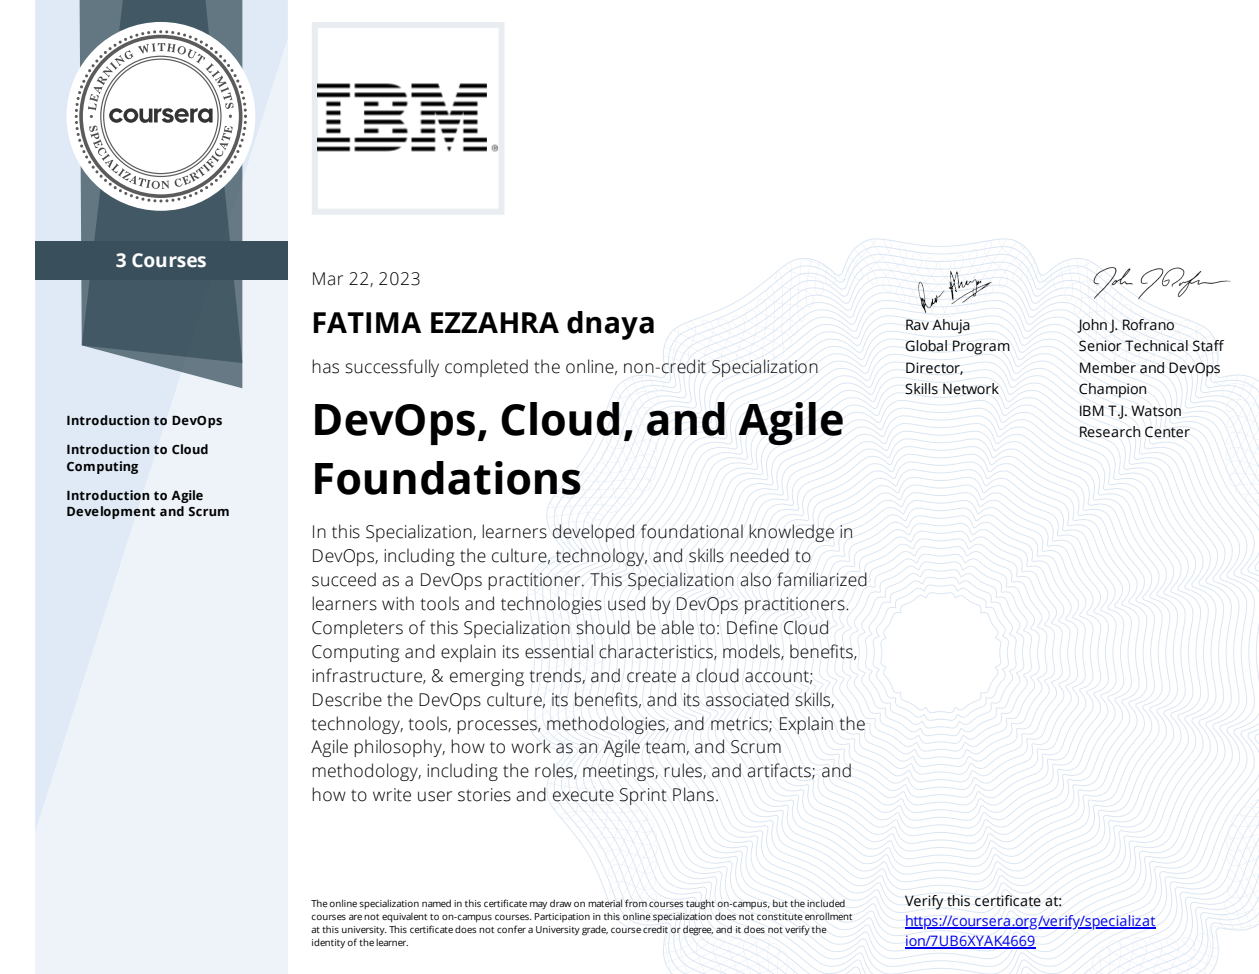 LEARNING WITHOUT LIMITS
coursera
SPECIALIZATION CERTIFICATE
3 Courses
Introduction to DevOps
Introduction to Cloud
Computing
Introduction to Agile
Development and Scrum
IBM®
Mar 22, 2023
FATIMA EZZAHRA dnaya
has successfully completed the online, non-credit Specialization
DevOps, Cloud, and Agile
Foundations
In this Specialization, learners developed foundational knowledge in
DevOps, including the culture, technology, and skills needed to
succeed as a DevOps practitioner. This Specialization also familiarized
learners with tools and technologies used by DevOps practitioners.
Completers of this Specialization should be able to: Define Cloud
Computing and explain its essential characteristics, models, benefits,
infrastructure, & emerging trends, and create a cloud account;
Describe the DevOps culture, its benefits, and its associated skills,
technology, tools, processes, methodologies, and metrics; Explain the
Agile philosophy, how to work as an Agile team, and Scrum
methodology, including the roles, meetings, rules, and artifacts; and
how to write user stories and execute Sprint Plans.
Rav Ahuja
Rav Ahuja
Global Program
Director,
Skills Network
John J Rofrano
John J. Rofrano
Senior Technical Staff
Member and DevOps
Champion
IBM T.J. Watson
Research Center
The online specialization named in this certificate may draw on material from courses taught on-campus, but the included
courses are not equivalent to on-campus courses. Participation in this online specialization does not constitute enrollment
at this university. This certificate does not confer a University grade, course credit or degree, and it does not verify the
identity of the learner.
Verify this certificate at:
https://coursera.org/verify/specializat
ion/7UB6XYAK4669